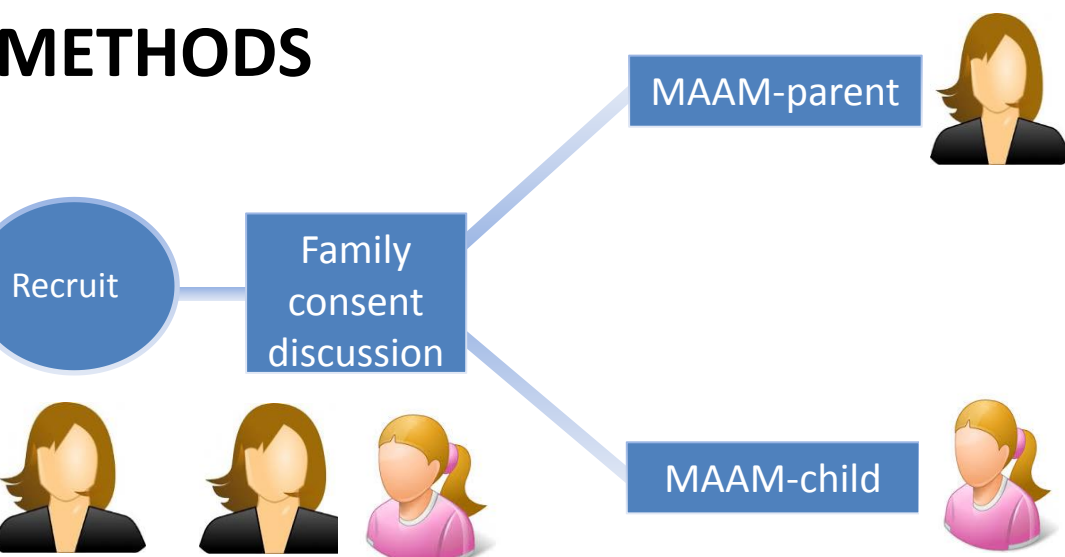 METHODS
MAAM-parent
Recruit
Family
consent
discussion
MAAM-child